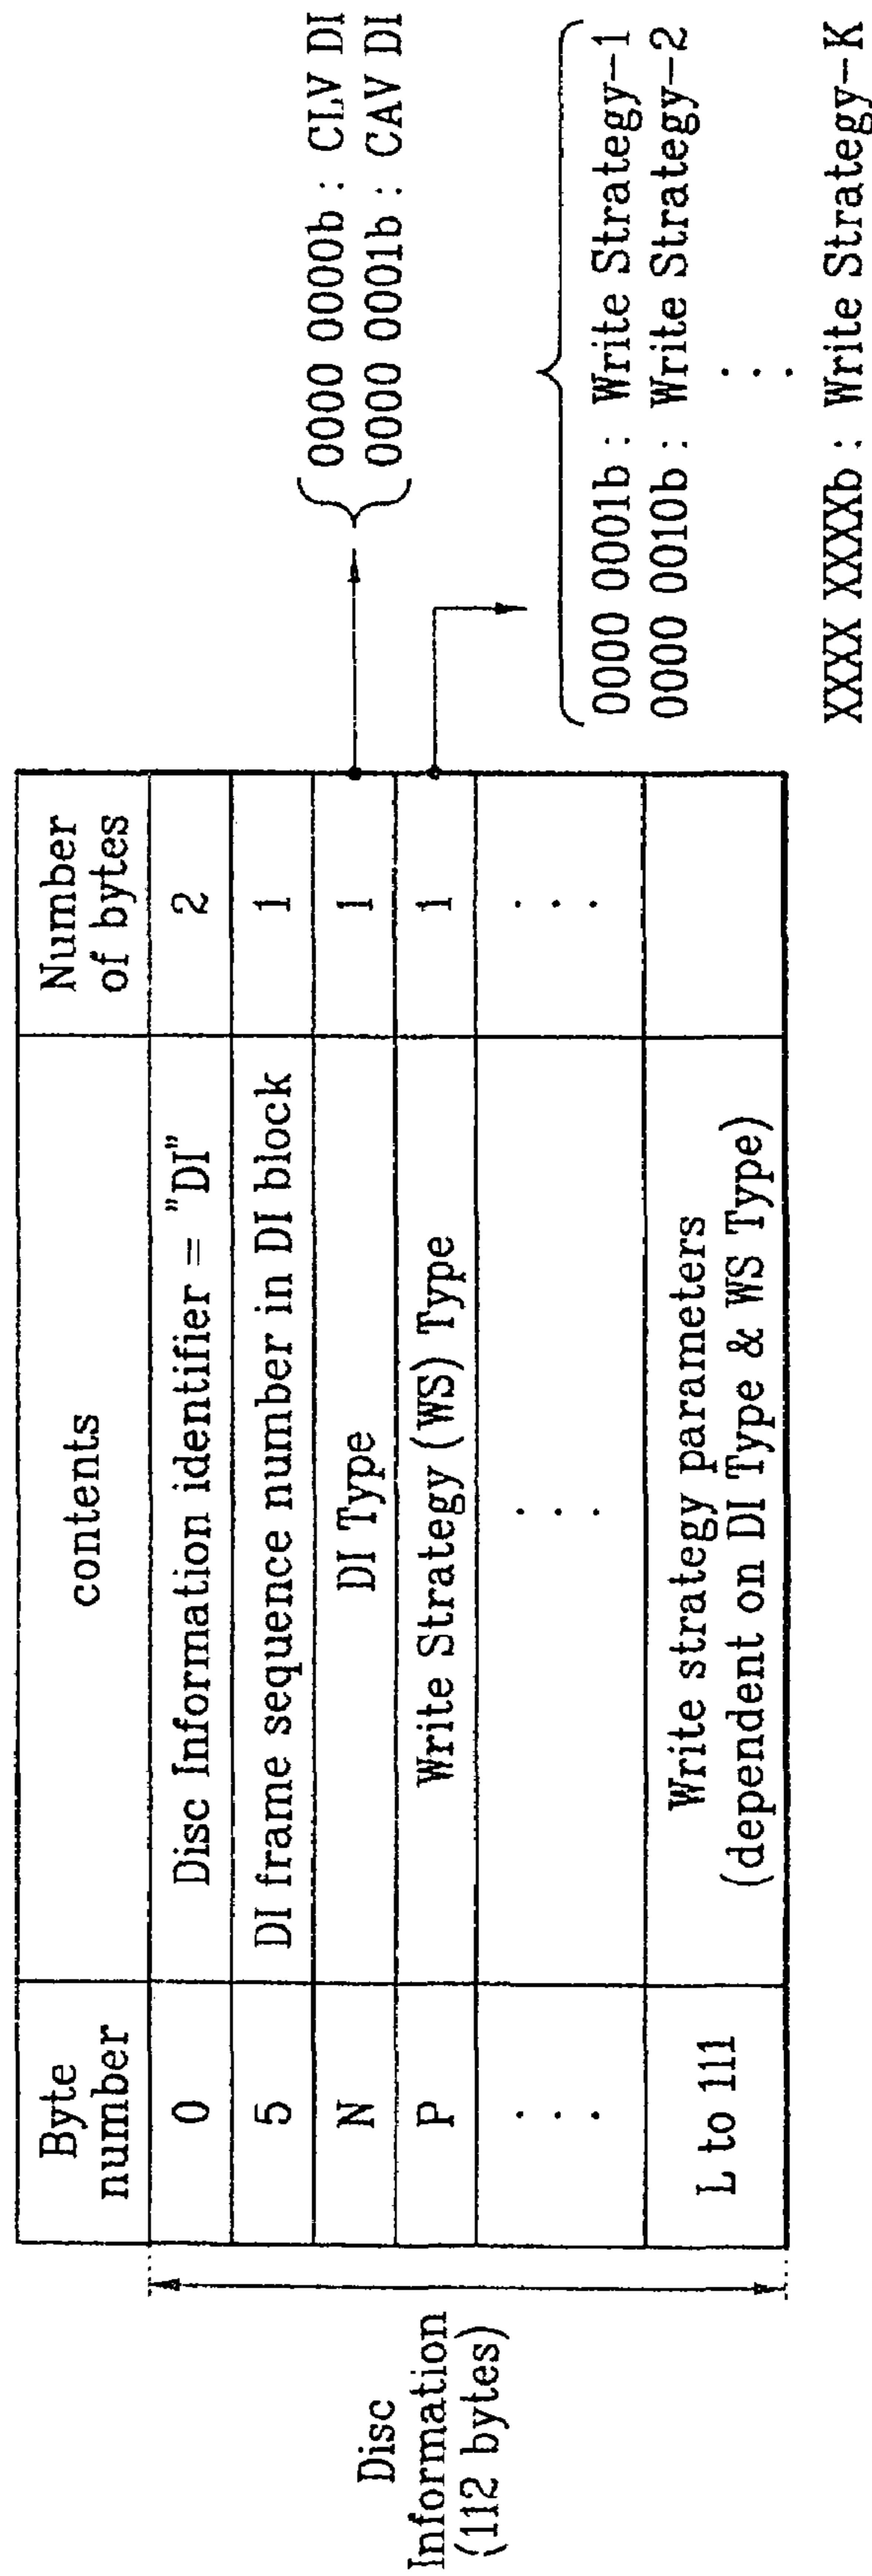 Disc
Information
(112 bytes)
Byte
number
contents
Number
of bytes
0
Disc Information identifier = "DI"
2
5
DI frame sequence number in DI block
1
N
DI Type
1
P
Write Strategy (WS) Type
1
. . .
. . .
. . .
L to 111
Write strategy parameters
(dependent on DI Type & WS Type)
0000 0000b : CLV DI
0000 0001b : CAV DI
0000 0001b : Write Strategy-1
0000 0010b : Write Strategy-2
. . .
XXXX XXXXb : Write Strategy-K